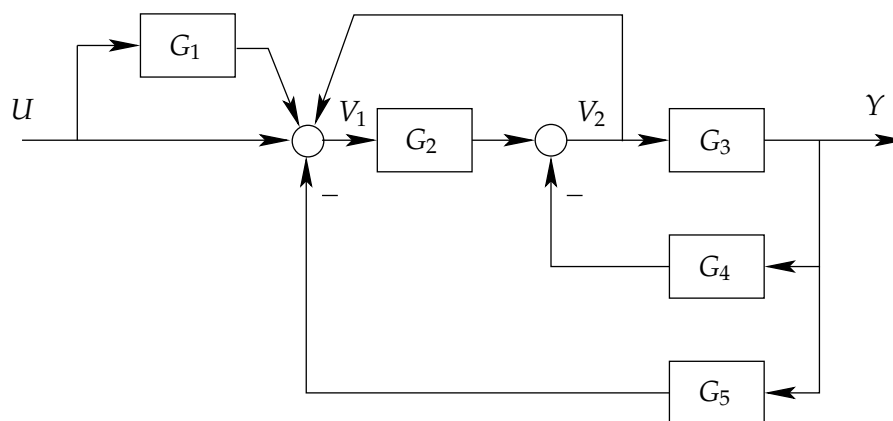 G₁
U
V₁
G₂
V₂
G₃
Y
−
−
G₄
G₅